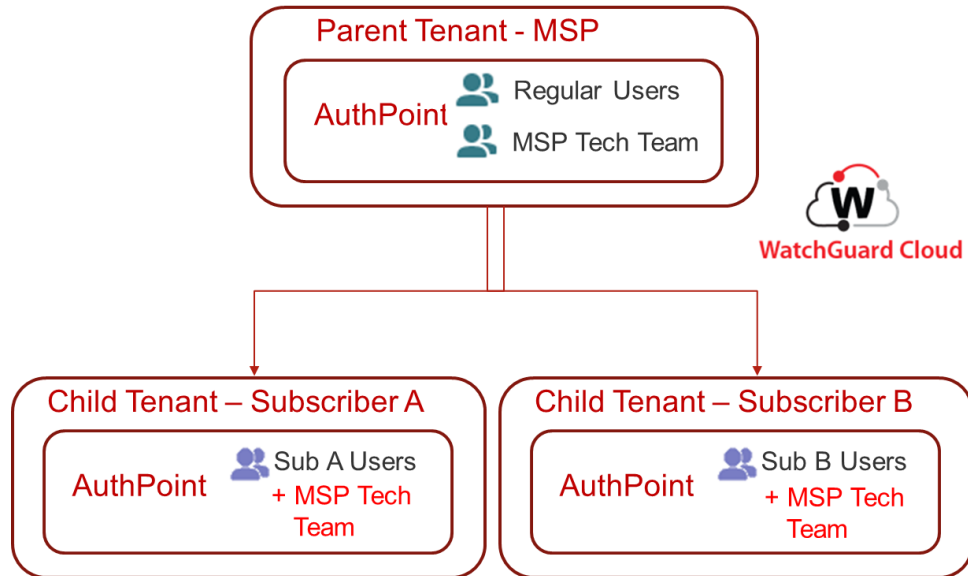 Parent Tenant - MSP
AuthPoint
Regular Users
MSP Tech Team
W
WatchGuard Cloud
Child Tenant – Subscriber A
AuthPoint
Sub A Users
+ MSP Tech
Team
Child Tenant – Subscriber B
AuthPoint
Sub B Users
+ MSP Tech
Team